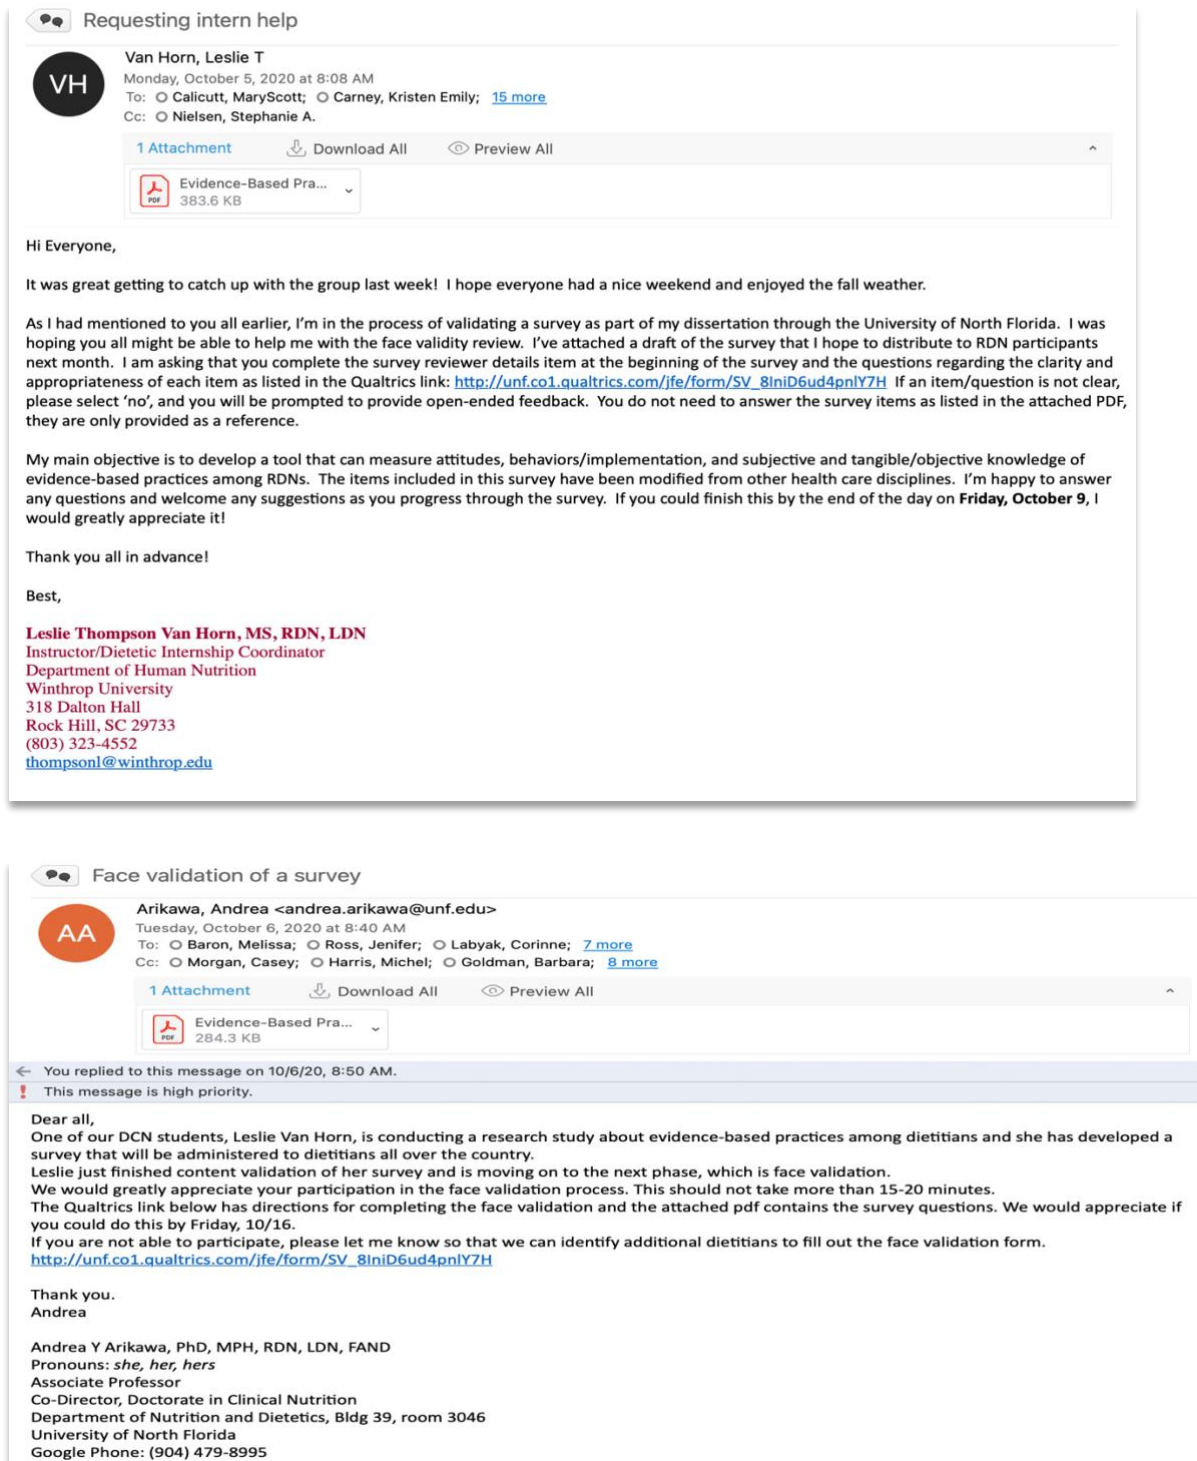 Requesting intern help
VH
Van Horn, Leslie T
Monday, October 5, 2020 at 8:08 AM
To: Calicutt, MaryScott; Carney, Kristen Emily; 15 more
Cc: Nielsen, Stephanie A.
1 Attachment Download All Preview All
PDF Evidence-Based Pra...
383.6 KB
Hi Everyone,
It was great getting to catch up with the group last week! I hope everyone had a nice weekend and enjoyed the fall weather.
As I had mentioned to you all earlier, I'm in the process of validating a survey as part of my dissertation through the University of North Florida. I was
hoping you all might be able to help me with the face validity review. I've attached a draft of the survey that I hope to distribute to RDN participants
next month. I am asking that you complete the survey reviewer details item at the beginning of the survey and the questions regarding the clarity and
appropriateness of each item as listed in the Qualtrics link: http://unf.co1.qualtrics.com/jfe/form/SV_8IniD6ud4pnlY7H If an item/question is not clear,
please select 'no', and you will be prompted to provide open-ended feedback. You do not need to answer the survey items as listed in the attached PDF,
they are only provided as a reference.
My main objective is to develop a tool that can measure attitudes, behaviors/implementation, and subjective and tangible/objective knowledge of
evidence-based practices among RDNs. The items included in this survey have been modified from other health care disciplines. I'm happy to answer
any questions and welcome any suggestions as you progress through the survey. If you could finish this by the end of the day on Friday, October 9, I
would greatly appreciate it!
Thank you all in advance!
Best,
Leslie Thompson Van Horn, MS, RDN, LDN
Instructor/Dietetic Internship Coordinator
Department of Human Nutrition
Winthrop University
318 Dalton Hall
Rock Hill, SC 29733
(803) 323-4552
thompsonl@winthrop.edu
Face validation of a survey
AA
Arikawa, Andrea <andrea.arikawa@unf.edu>
Tuesday, October 6, 2020 at 8:40 AM
To: Baron, Melissa; Ross, Jenifer; Labyak, Corinne; 7 more
Cc: Morgan, Casey; Harris, Michel; Goldman, Barbara; 8 more
1 Attachment Download All Preview All
PDF Evidence-Based Pra...
284.3 KB
You replied to this message on 10/6/20, 8:50 AM.
This message is high priority.
Dear all,
One of our DCN students, Leslie Van Horn, is conducting a research study about evidence-based practices among dietitians and she has developed a
survey that will be administered to dietitians all over the country.
Leslie just finished content validation of her survey and is moving on to the next phase, which is face validation.
We would greatly appreciate your participation in the face validation process. This should not take more than 15-20 minutes.
The Qualtrics link below has directions for completing the face validation and the attached pdf contains the survey questions. We would appreciate if
you could do this by Friday, 10/16.
If you are not able to participate, please let me know so that we can identify additional dietitians to fill out the face validation form.
http://unf.co1.qualtrics.com/jfe/form/SV_8IniD6ud4pnlY7H
Thank you.
Andrea
Andrea Y Arikawa, PhD, MPH, RDN, LDN, FAND
Pronouns: she, her, hers
Associate Professor
Co-Director, Doctorate in Clinical Nutrition
Department of Nutrition and Dietetics, Bldg 39, room 3046
University of North Florida
Google Phone: (904) 479-8995